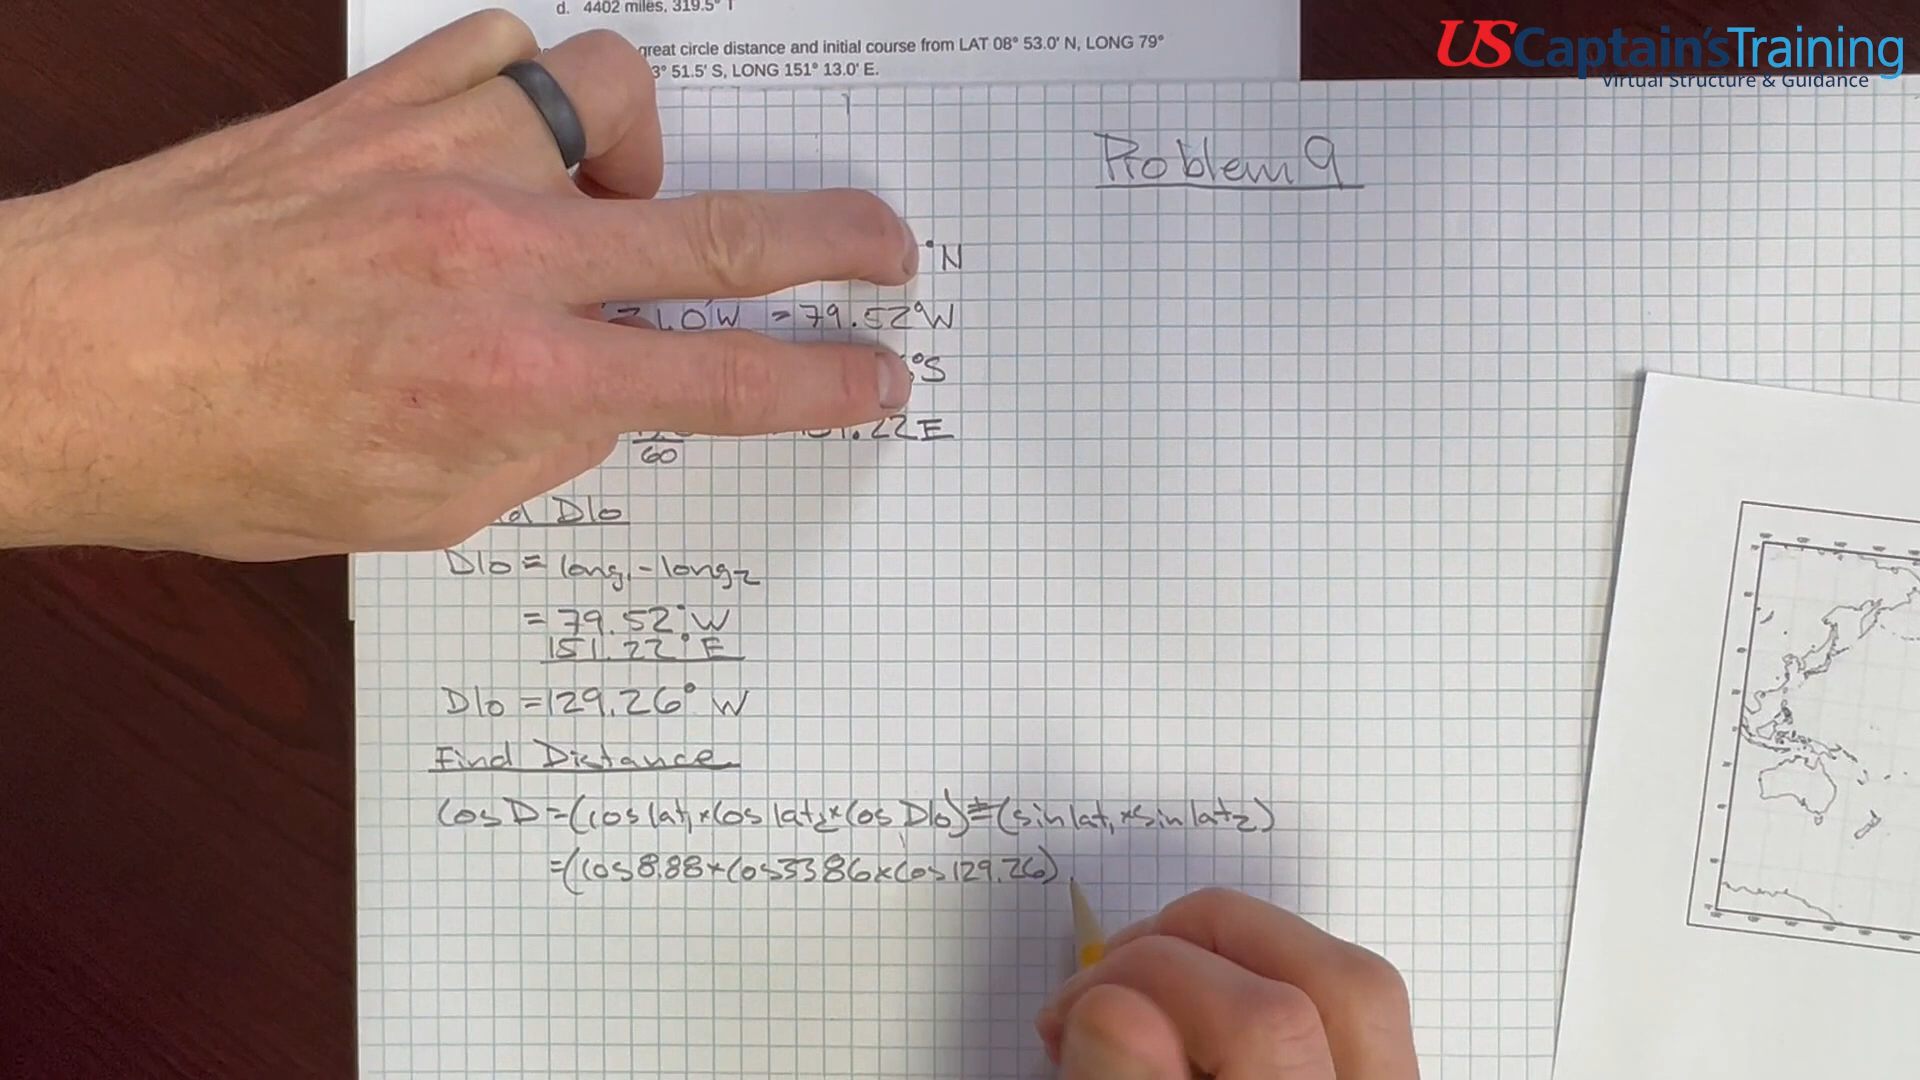 d. 4402 miles, 319.5° T
great circle distance and initial course from LAT 08° 53.0' N, LONG 79°
3° 51.5' S, LONG 151° 13.0' E.
USCaptain'sTraining
Virtual Structure & Guidance
Problem 9
°N
1.0'W = 79.52°W
°S
.22E
60
Dlo
Dlo = long₁ - long₂
= 79.52°W
151.22°E
Dlo = 129.26° W
Find Distance
Cos D = (cos lat₁ × cos lat₂ × cos Dlo) ± (sin lat₁ × sin lat₂)
= (cos 8.88 × cos 33.86 × cos 129.26)